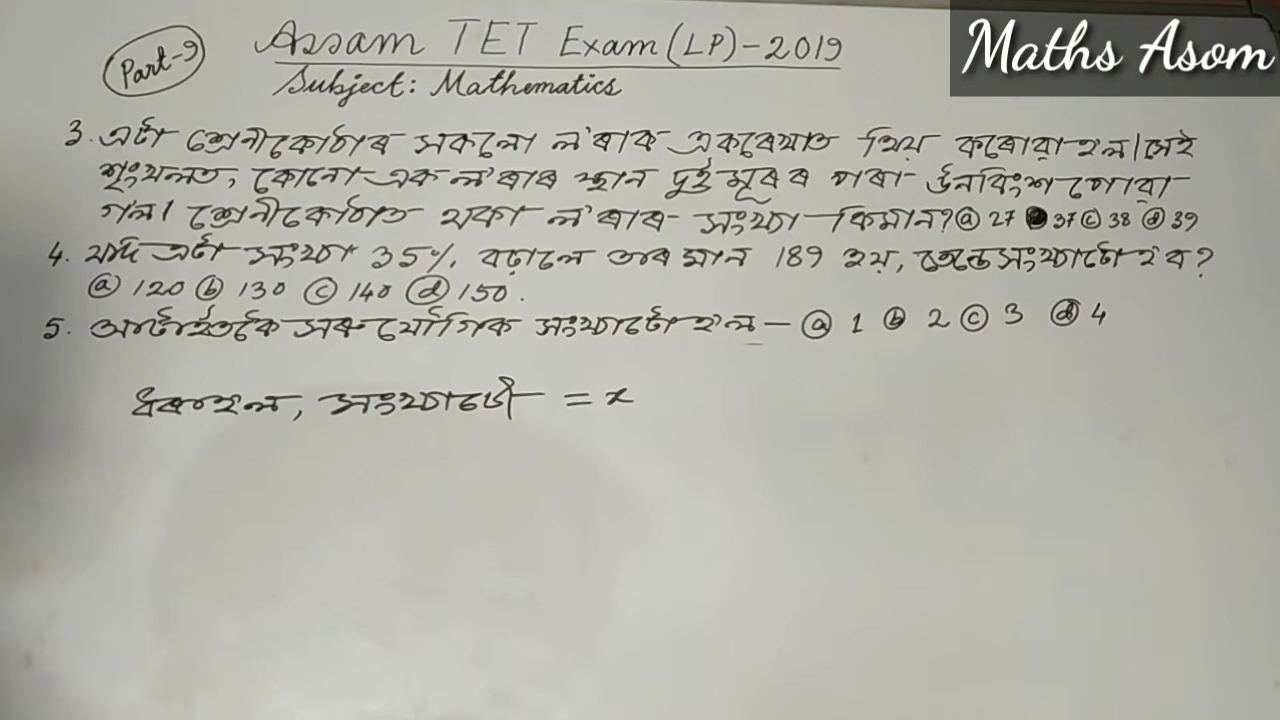 Maths Asom
Part-9
Assam TET Exam (LP) - 2019
Subject: Mathematics
3. এটা শ্ৰেনীকোঠাৰ সকলো ল'ৰাক একৰেখাত থিয় কৰোৱা হ'ল। সেই
শৃংখলত, কোনো এক ল'ৰাৰ স্থান দুই মূৰৰ পৰা ঊনবিংশ পোৱা
গ'ল। শ্ৰেনীকোঠাত থকা ল'ৰাৰ সংখ্যা কিমান? ⓐ 27 37 ⓒ 38 ⓓ 39
4. যদি এটা সংখ্যা 35% বঢ়ালে তাৰ মান 189 হয়, তেন্তে সংখ্যাটো হ'ব?
ⓐ 120 ⓑ 130 ⓒ 140 ⓓ 150.
5. আটাইতকৈ সৰু যৌগিক সংখ্যাটো হ'ল — ⓐ 1 ⓑ 2 ⓒ 3 ⓓ 4
ধৰাহ'ল, সংখ্যাটো = x